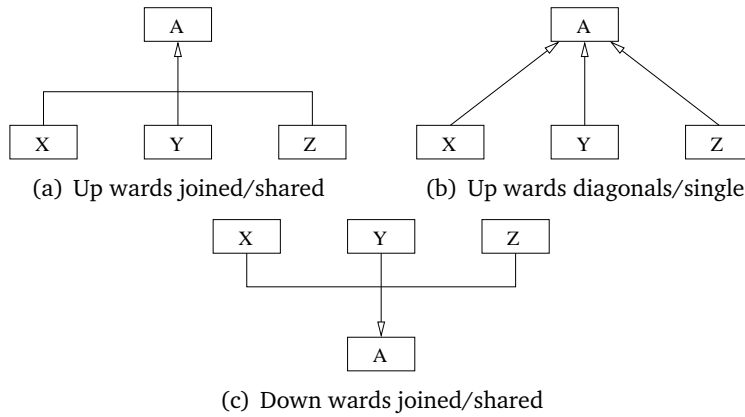 A A
X Y Z X Y Z
(a) Up wards joined/shared (b) Up wards diagonals/single
X Y Z
A
(c) Down wards joined/shared